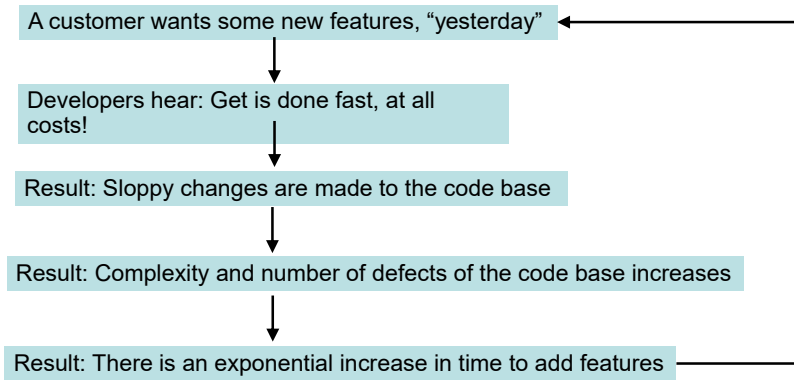 A customer wants some new features, “yesterday”
Developers hear: Get is done fast, at all
costs!
Result: Sloppy changes are made to the code base
Result: Complexity and number of defects of the code base increases
Result: There is an exponential increase in time to add features